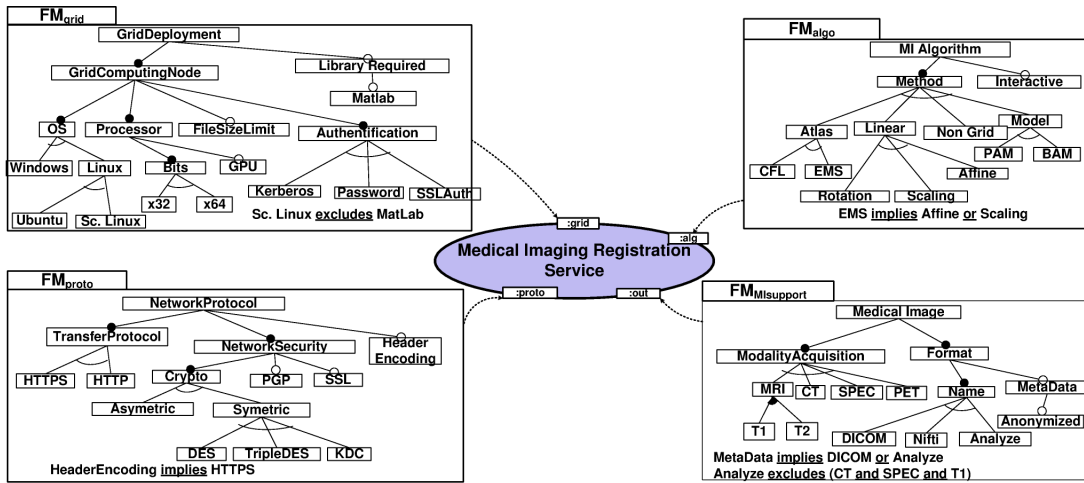 FMgrid
GridDeployment
GridComputingNode
Library Required
Matlab
OS
Processor
FileSizeLimit
Authentification
Windows
Linux
Bits
GPU
Kerberos
Password
SSLAuth
x32
x64
Ubuntu
Sc. Linux
Sc. Linux excludes MatLab
FMalgo
MI Algorithm
Method
Interactive
Atlas
Linear
Non Grid
Model
PAM
BAM
CFL
EMS
Affine
Rotation
Scaling
EMS implies Affine or Scaling
:grid
:alg
Medical Imaging Registration
Service
:proto
:out
FMproto
NetworkProtocol
TransferProtocol
NetworkSecurity
Header
Encoding
HTTPS
HTTP
Crypto
PGP
SSL
Asymetric
Symetric
DES
TripleDES
KDC
HeaderEncoding implies HTTPS
FMMIsupport
Medical Image
ModalityAcquisition
Format
MRI
CT
SPEC
PET
Name
MetaData
Anonymized
T1
T2
DICOM
Nifti
Analyze
MetaData implies DICOM or Analyze
Analyze excludes (CT and SPEC and T1)